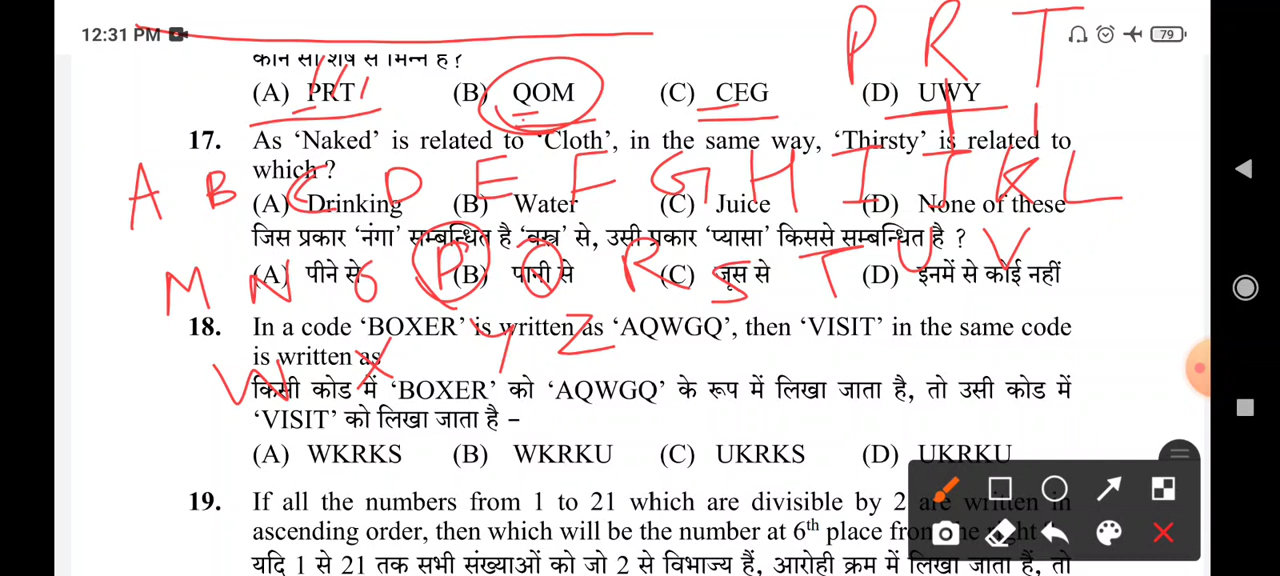 12:31 PM 79
P R T
कौन सा शेष से भिन्न है ?
(A) PRT (B) QOM (C) CEG (D) UWY
17. As ‘Naked’ is related to ‘Cloth’, in the same way, ‘Thirsty’ is related to
which ?
A B C D E F G H I J K L
(A) Drinking (B) Water (C) Juice (D) None of these
जिस प्रकार ‘नंगा’ सम्बन्धित है ‘वस्त्र’ से, उसी प्रकार ‘प्यासा’ किससे सम्बन्धित है ?
(A) पीने से (B) पानी से (C) जूस से (D) इनमें से कोई नहीं
M N O P Q R S T U V
18. In a code ‘BOXER’ is written as ‘AQWGQ’, then ‘VISIT’ in the same code
is written as
W X Y Z
किसी कोड में ‘BOXER’ को ‘AQWGQ’ के रूप में लिखा जाता है, तो उसी कोड में
‘VISIT’ को लिखा जाता है –
(A) WKRKS (B) WKRKU (C) UKRKS (D) UKRKU
19. If all the numbers from 1 to 21 which are divisible by 2 are written in
ascending order, then which will be the number at 6th place from the right
यदि 1 से 21 तक सभी संख्याओं को जो 2 से विभाज्य हैं, आरोही क्रम में लिखा जाता है, तो